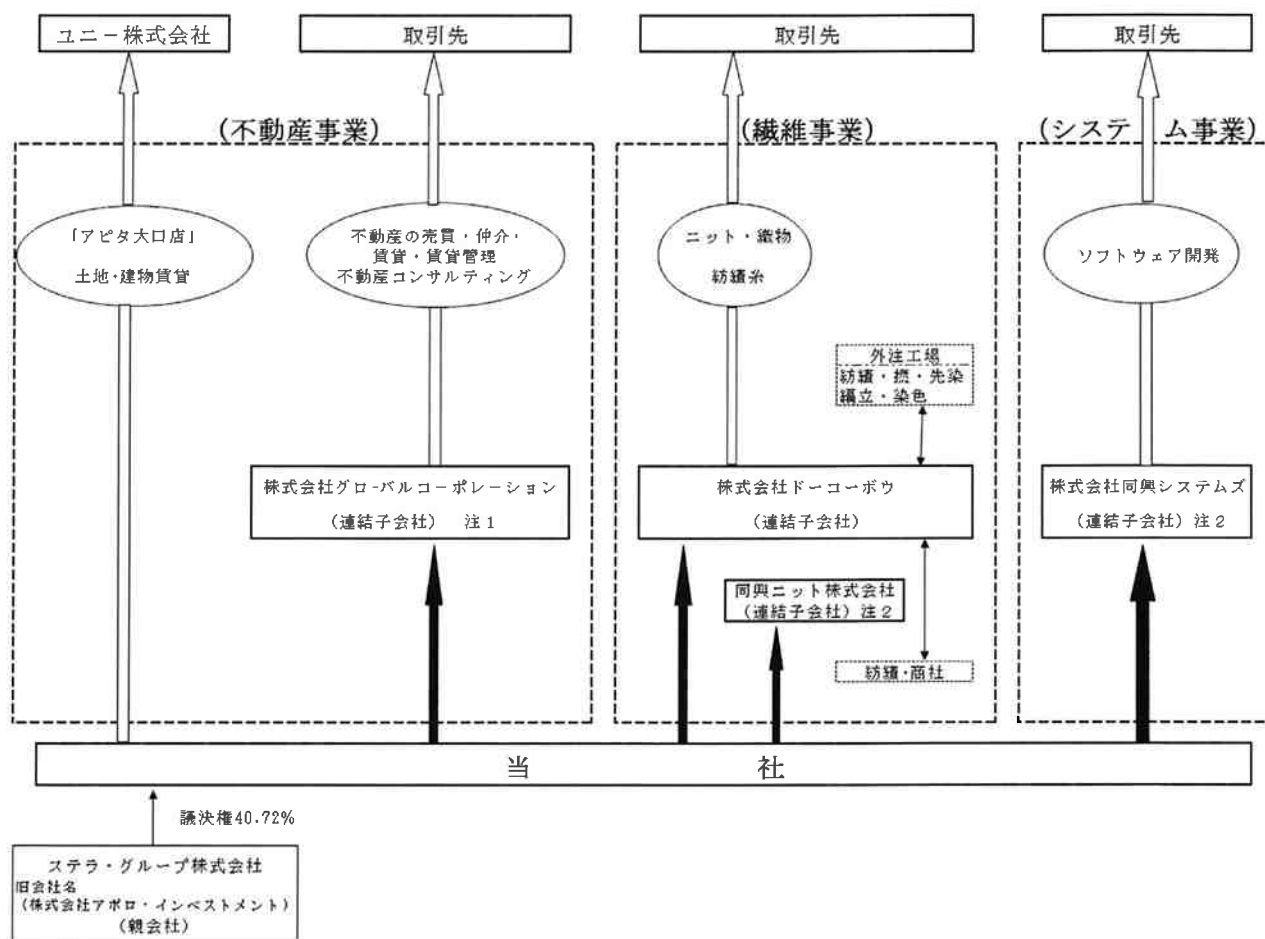 ユニー株式会社
取引先
取引先
取引先
(不動産事業)
(繊維事業)
(システム事業)
「アピタ大口店」
土地・建物賃貸
不動産の売買・仲介・
賃貸・賃貸管理
不動産コンサルティング
ニット・織物
紡績糸
ソフトウェア開発
外注工場
紡績・撚・先染
編立・染色
株式会社グローバルコーポレーション
(連結子会社) 注1
株式会社ドーコーボウ
(連結子会社)
株式会社同興システムズ
(連結子会社)注2
同興ニット株式会社
(連結子会社)注2
紡績・商社
当 社
議決権40.72%
ステラ・グループ株式会社
旧会社名
(株式会社アポロ・インベストメント)
(親会社)